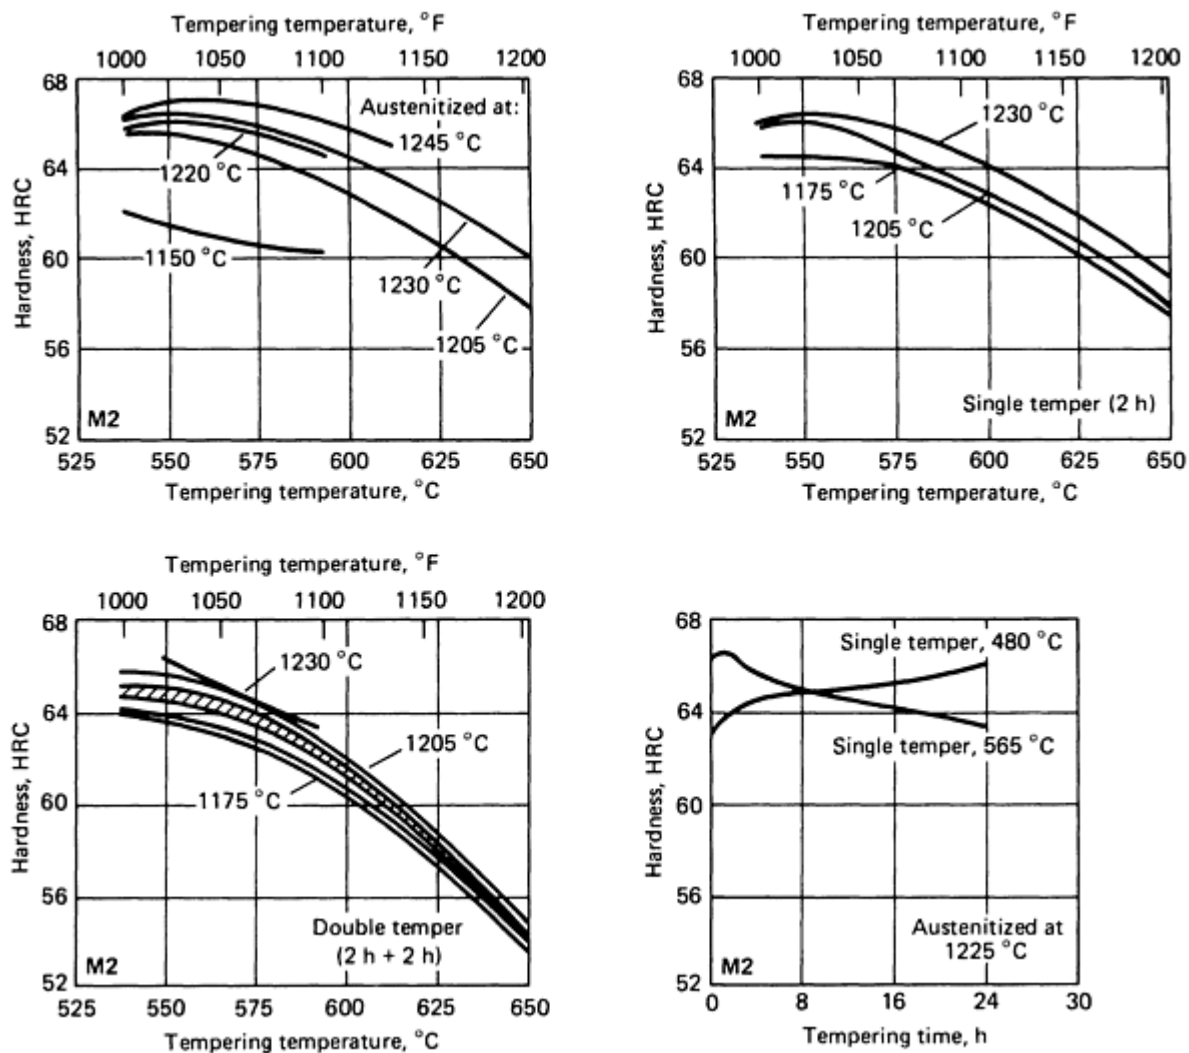 Tempering temperature, °F
1000 1050 1100 1150 1200
68
64
60
56
52
Hardness, HRC
Austenitized at:
1245 °C
1220 °C
1150 °C
1230 °C
1205 °C
M2
525 550 575 600 625 650
Tempering temperature, °C
Tempering temperature, °F
1000 1050 1100 1150 1200
68
64
60
56
52
Hardness, HRC
1230 °C
1175 °C
1205 °C
Single temper (2 h)
M2
525 550 575 600 625 650
Tempering temperature, °C
Tempering temperature, °F
1000 1050 1100 1150 1200
68
64
60
56
52
Hardness, HRC
1230 °C
1205 °C
1175 °C
Double temper
(2 h + 2 h)
M2
525 550 575 600 625 650
Tempering temperature, °C
68
64
60
56
52
Hardness, HRC
Single temper, 480 °C
Single temper, 565 °C
Austenitized at
1225 °C
M2
0 8 16 24 30
Tempering time, h